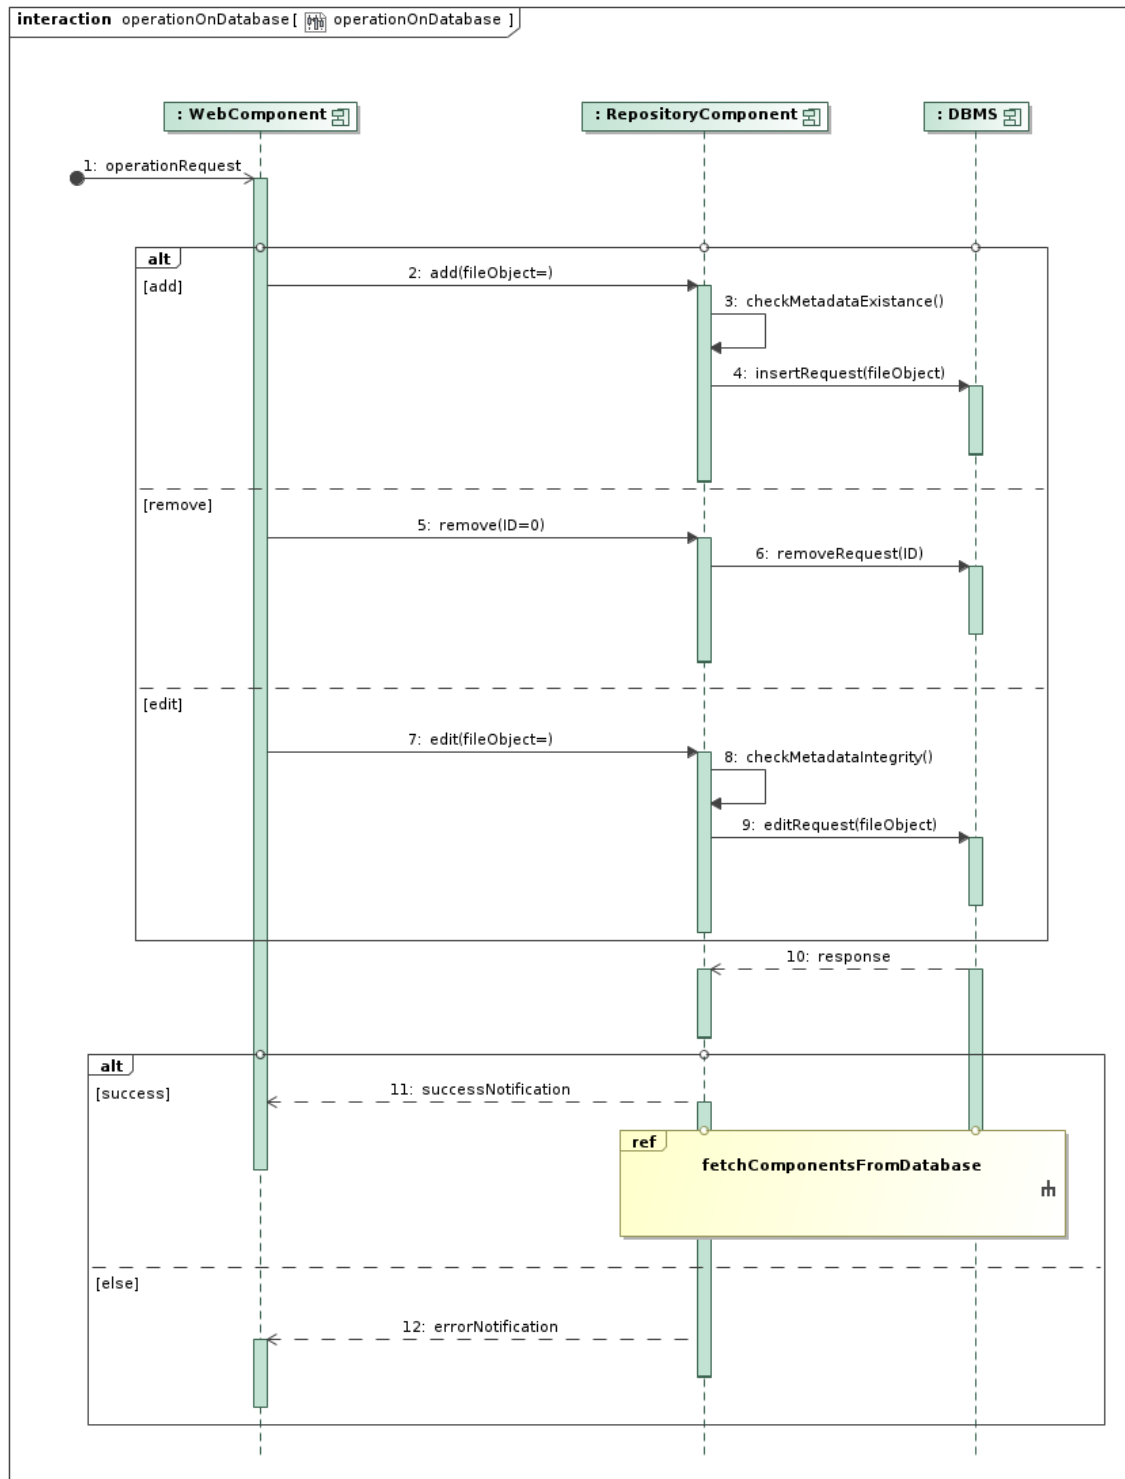 interaction operationOnDatabase[ operationOnDatabase ]
: WebComponent
: RepositoryComponent
: DBMS
1: operationRequest
alt
[add]
2: add(fileObject=)
3: checkMetadataExistance()
4: insertRequest(fileObject)
[remove]
5: remove(ID=0)
6: removeRequest(ID)
[edit]
7: edit(fileObject=)
8: checkMetadataIntegrity()
9: editRequest(fileObject)
10: response
alt
[success]
11: successNotification
ref
fetchComponentsFromDatabase
[else]
12: errorNotification